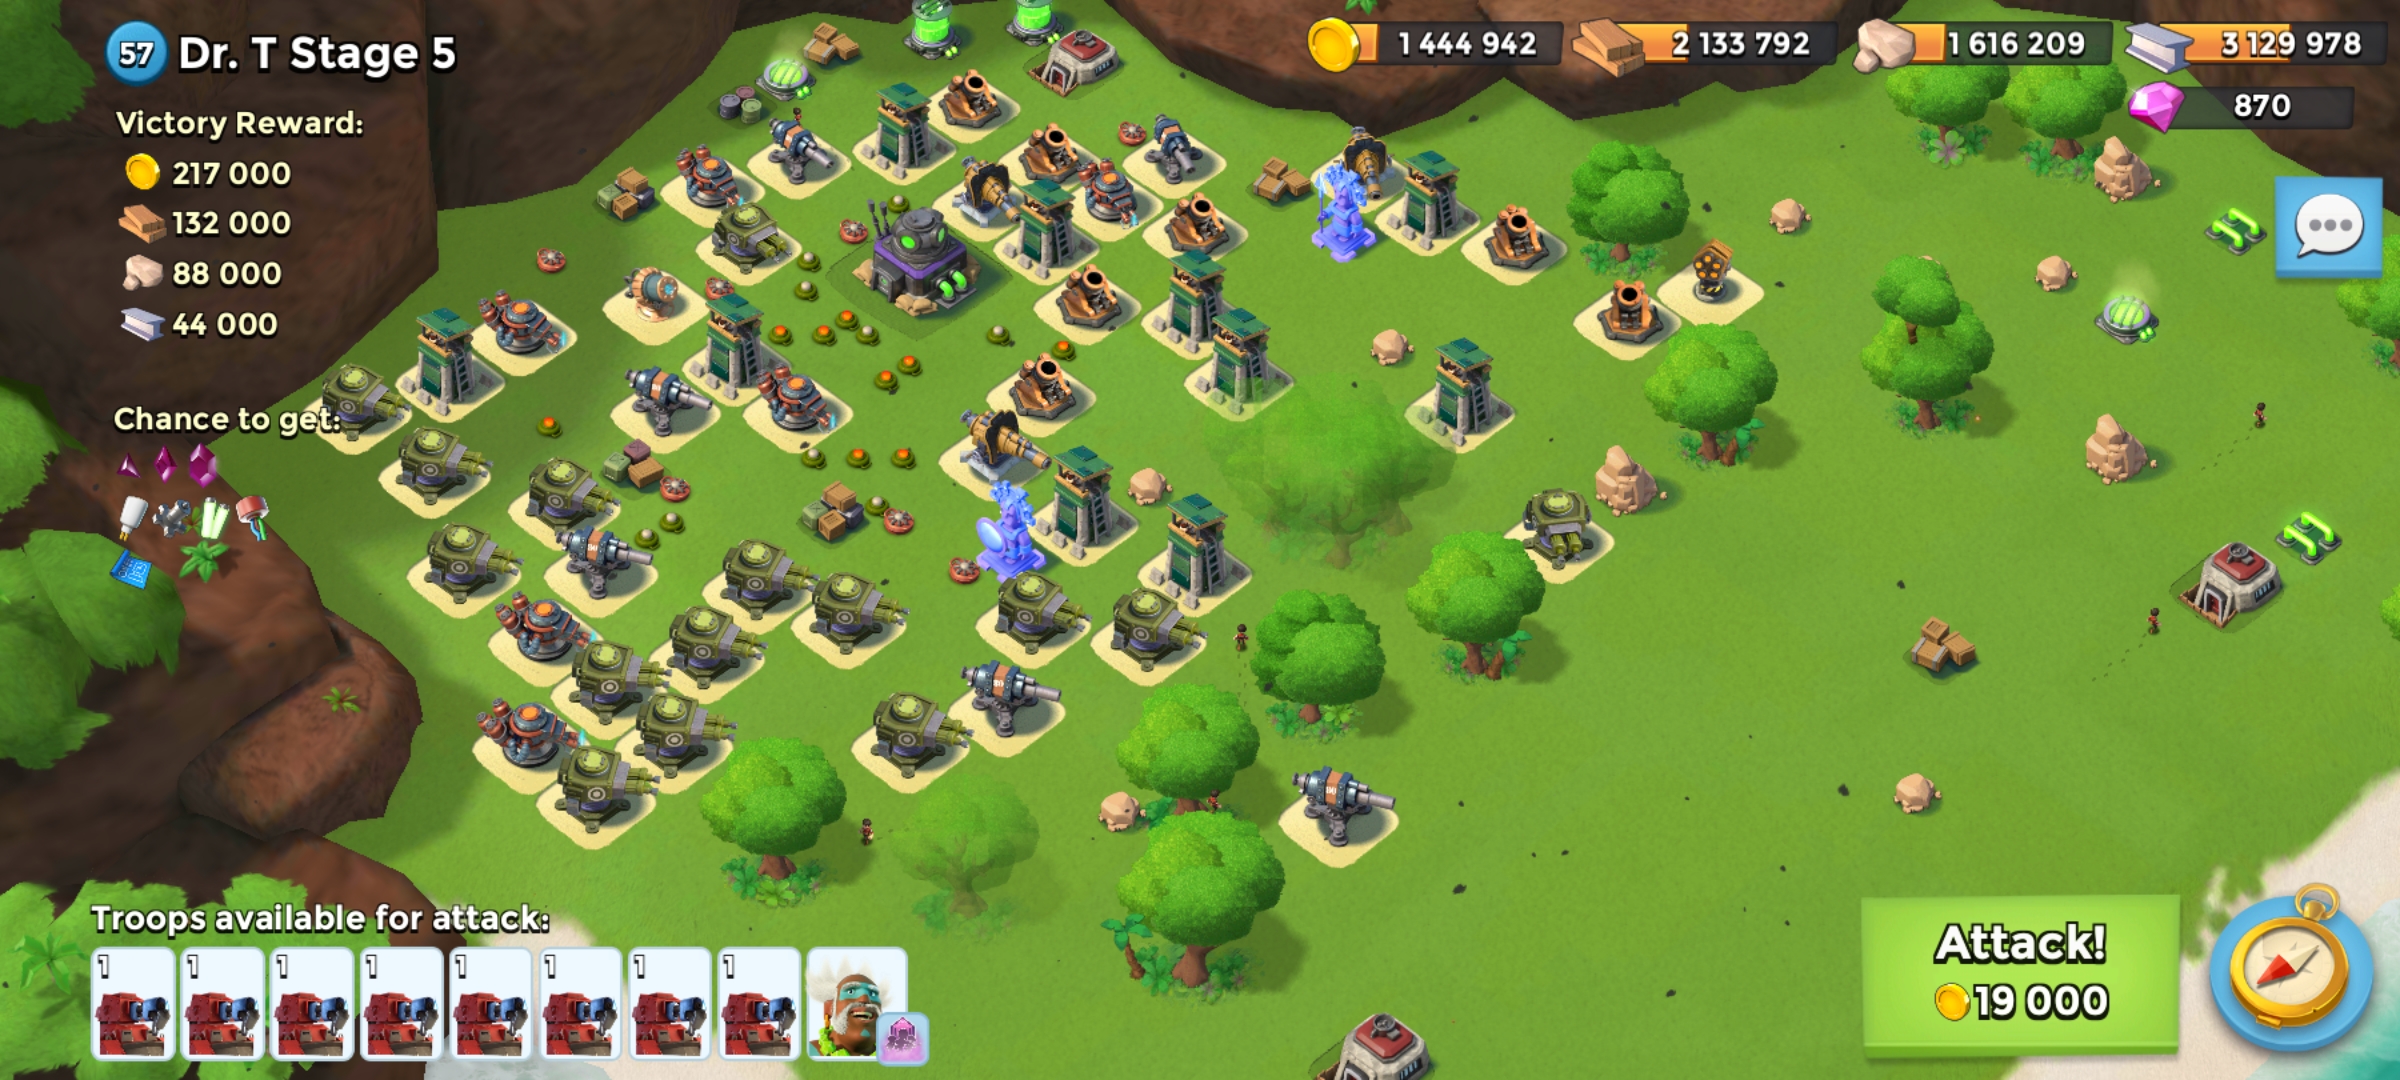 57 Dr. T Stage 5
1 444 942
2 133 792
1 616 209
3 129 978
870
Victory Reward:
217 000
132 000
88 000
44 000
Chance to get:
Troops available for attack:
1 1 1 1 1 1 1 1
Attack!
19 000